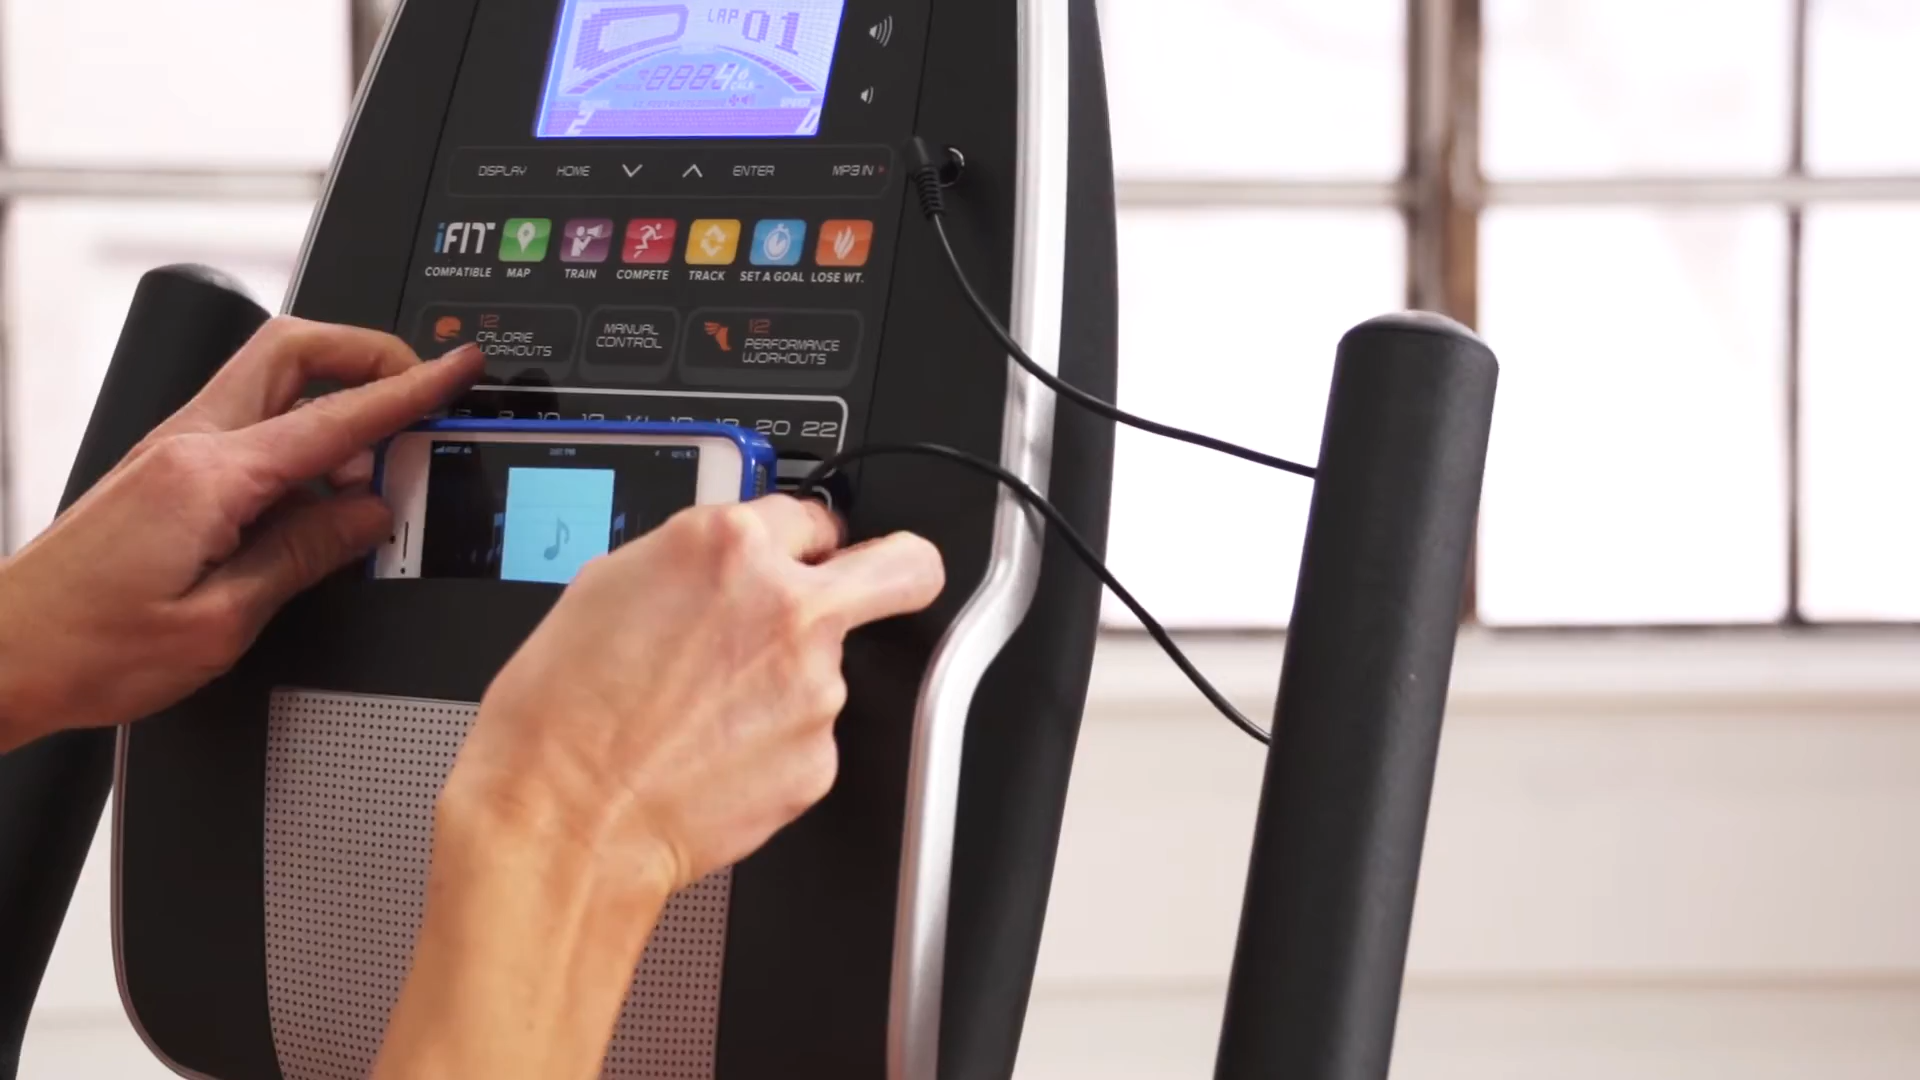 LAP 01
DISPLAY HOME ENTER MP3 IN
iFIT
COMPATIBLE MAP TRAIN COMPETE TRACK SET A GOAL LOSE WT.
12
CALORIE
WORKOUTS
MANUAL
CONTROL
12
PERFORMANCE
WORKOUTS
20 22